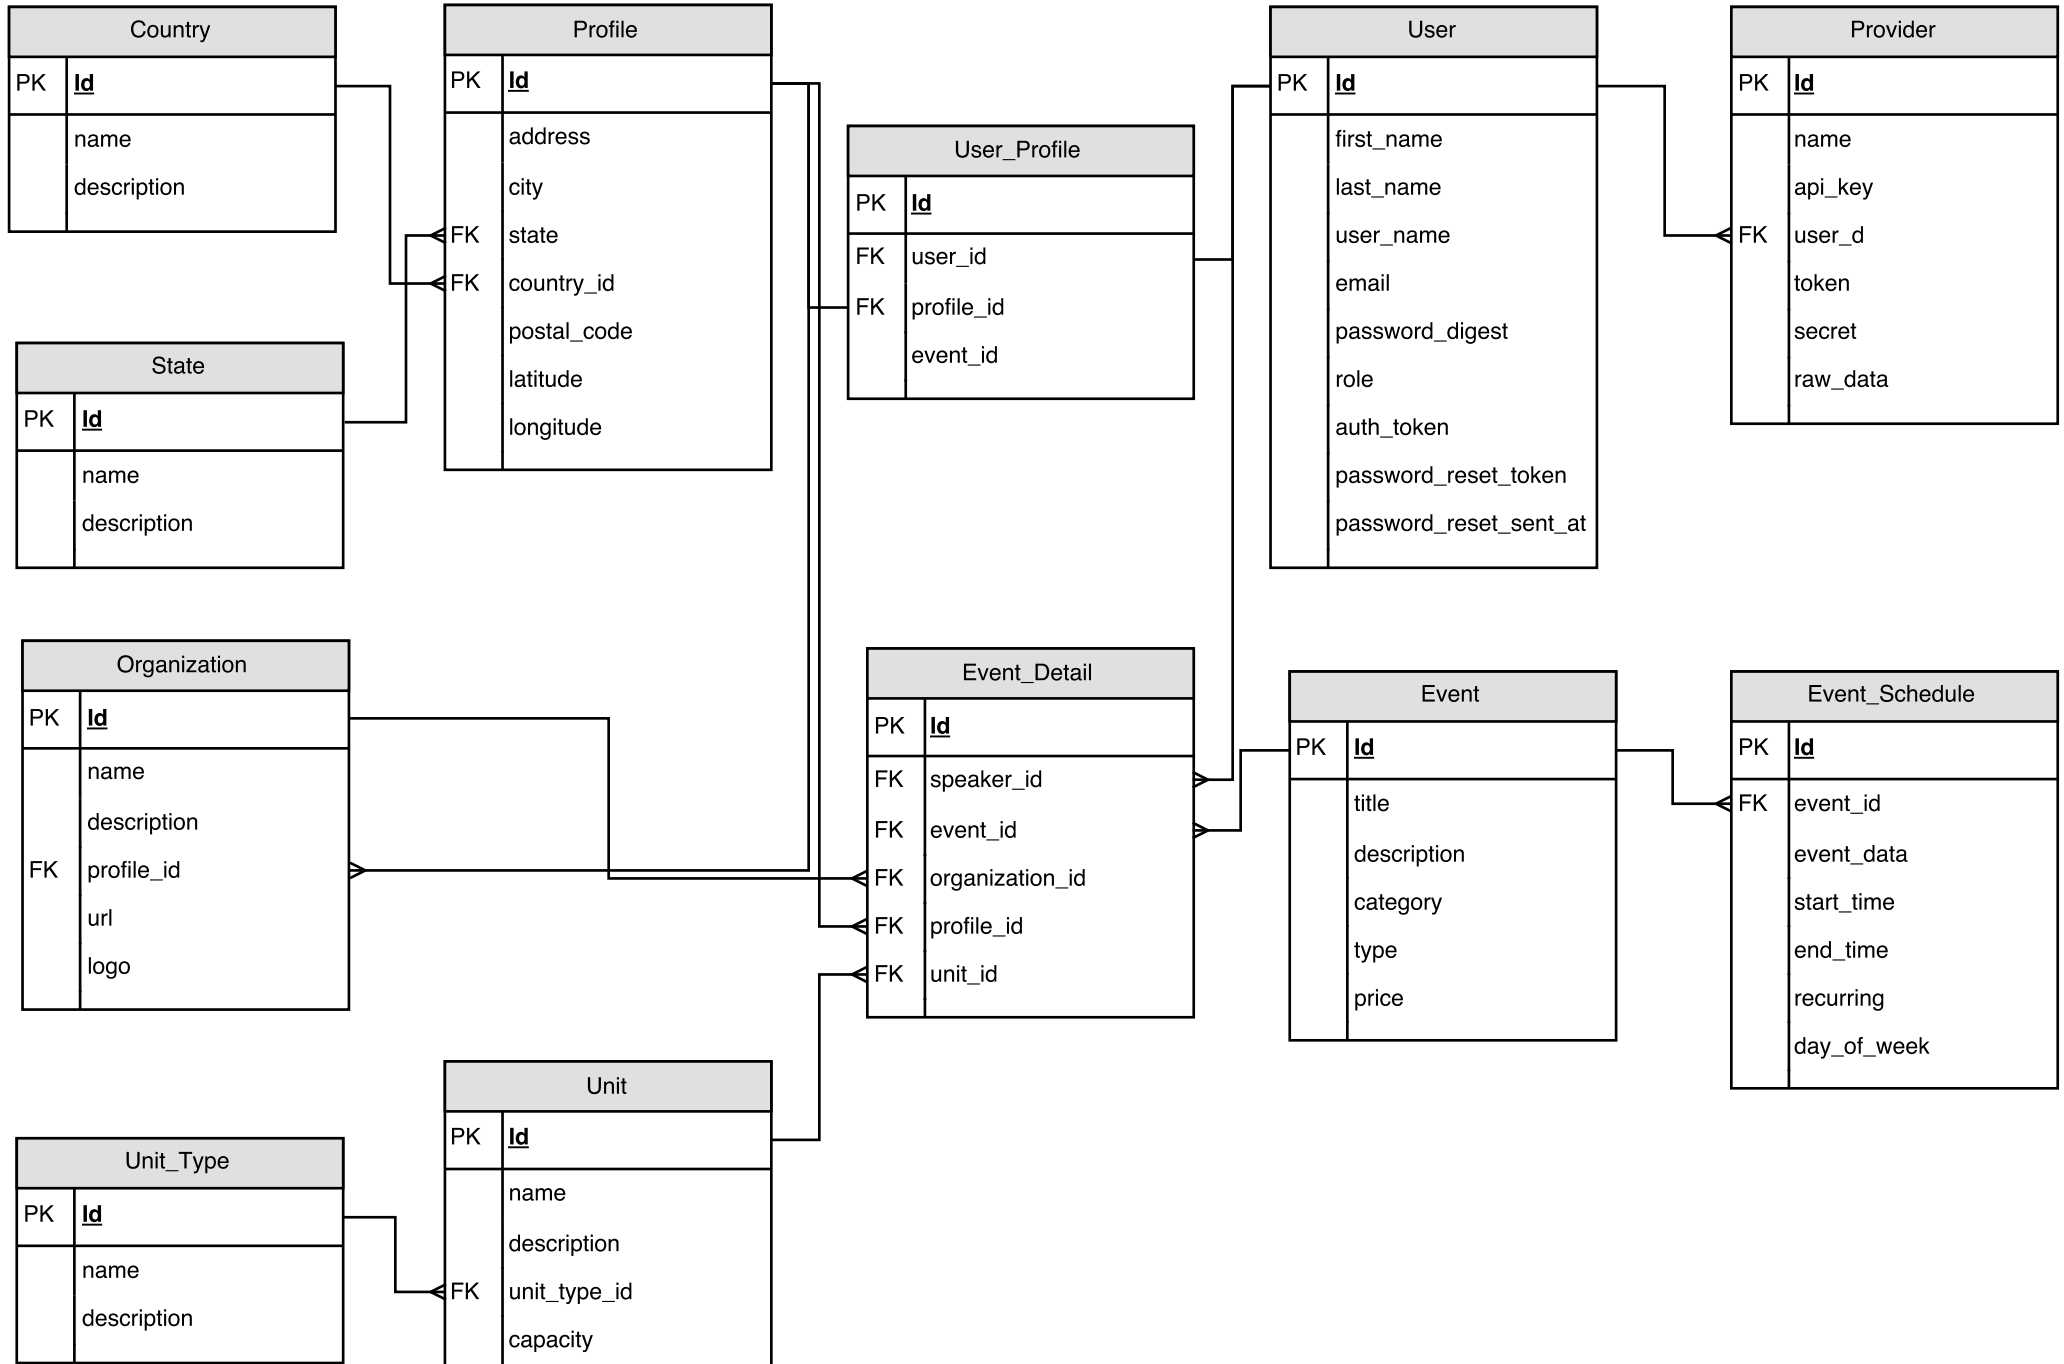 Country
PK Id
name
description
Profile
PK Id
address
city
FK state
FK country_id
postal_code
latitude
longitude
User_Profile
PK Id
FK user_id
FK profile_id
event_id
User
PK Id
first_name
last_name
user_name
email
password_digest
role
auth_token
password_reset_token
password_reset_sent_at
Provider
PK Id
name
api_key
FK user_d
token
secret
raw_data
State
PK Id
name
description
Organization
PK Id
name
description
FK profile_id
url
logo
Event_Detail
PK Id
FK speaker_id
FK event_id
FK organization_id
FK profile_id
FK unit_id
Event
PK Id
title
description
category
type
price
Event_Schedule
PK Id
FK event_id
event_data
start_time
end_time
recurring
day_of_week
Unit_Type
PK Id
name
description
Unit
PK Id
name
description
FK unit_type_id
capacity